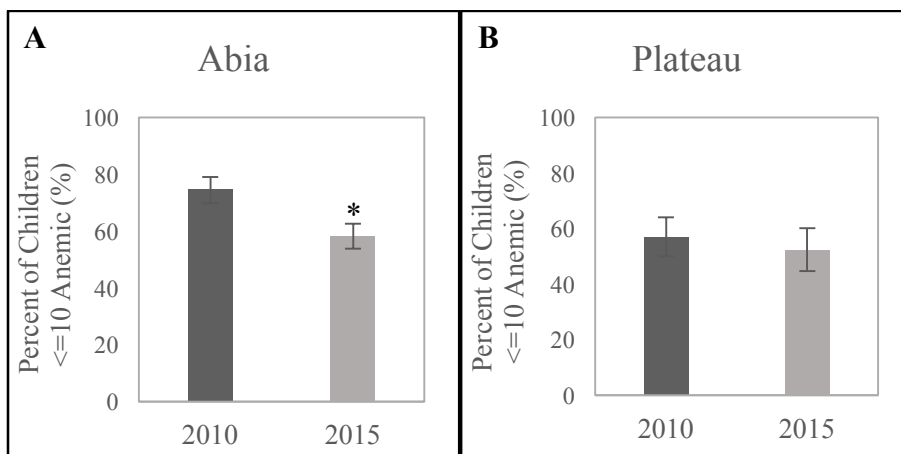 A
Abia
Percent of Children
<=10 Anemic (%)
100
80
60
40
20
0
*
2010
2015
B
Plateau
Percent of Children
<=10 Anemic (%)
100
80
60
40
20
0
2010
2015